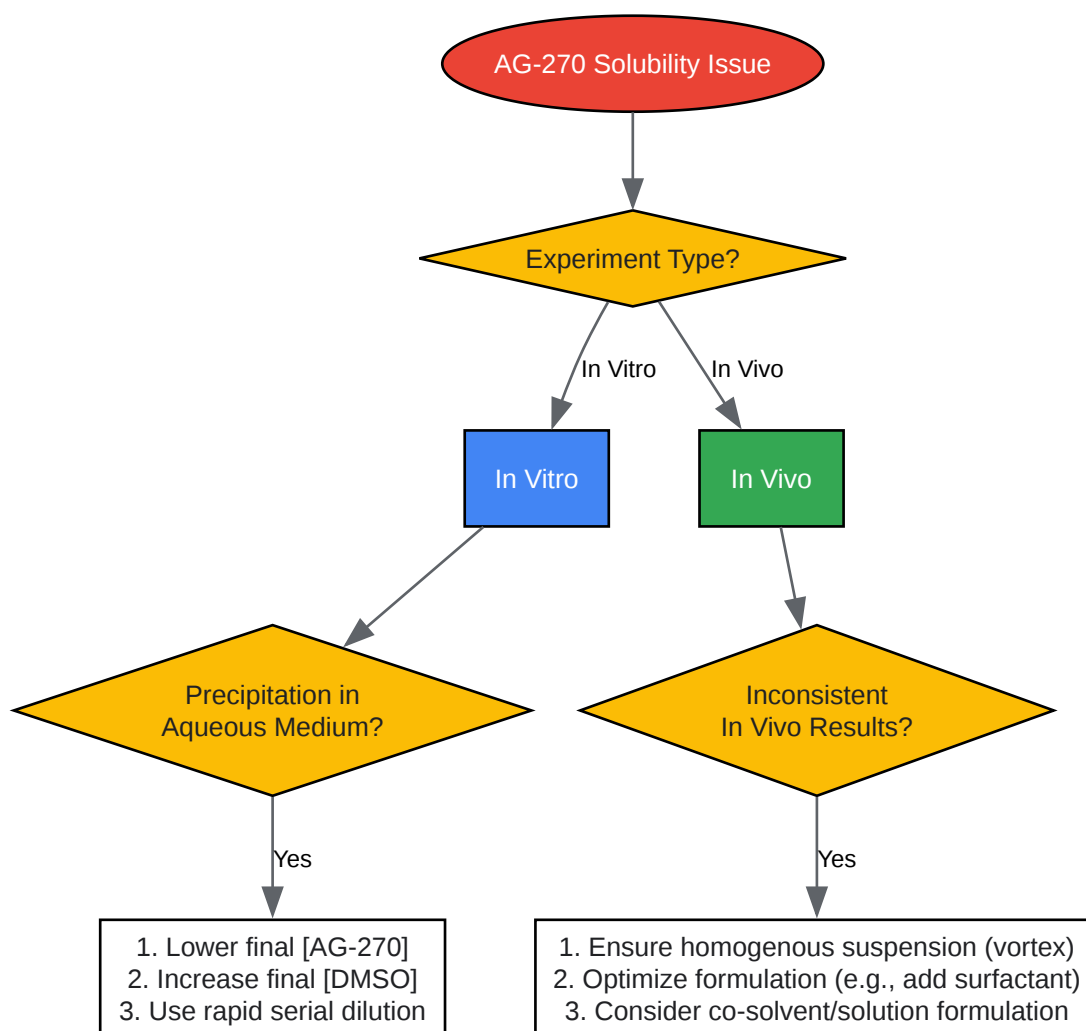 AG-270 Solubility Issue
Experiment Type?
In Vitro
In Vivo
In Vitro
In Vivo
Precipitation in
Aqueous Medium?
Inconsistent
In Vivo Results?
Yes
Yes
1. Lower final [AG-270]
2. Increase final [DMSO]
3. Use rapid serial dilution
1. Ensure homogenous suspension (vortex)
2. Optimize formulation (e.g., add surfactant)
3. Consider co-solvent/solution formulation